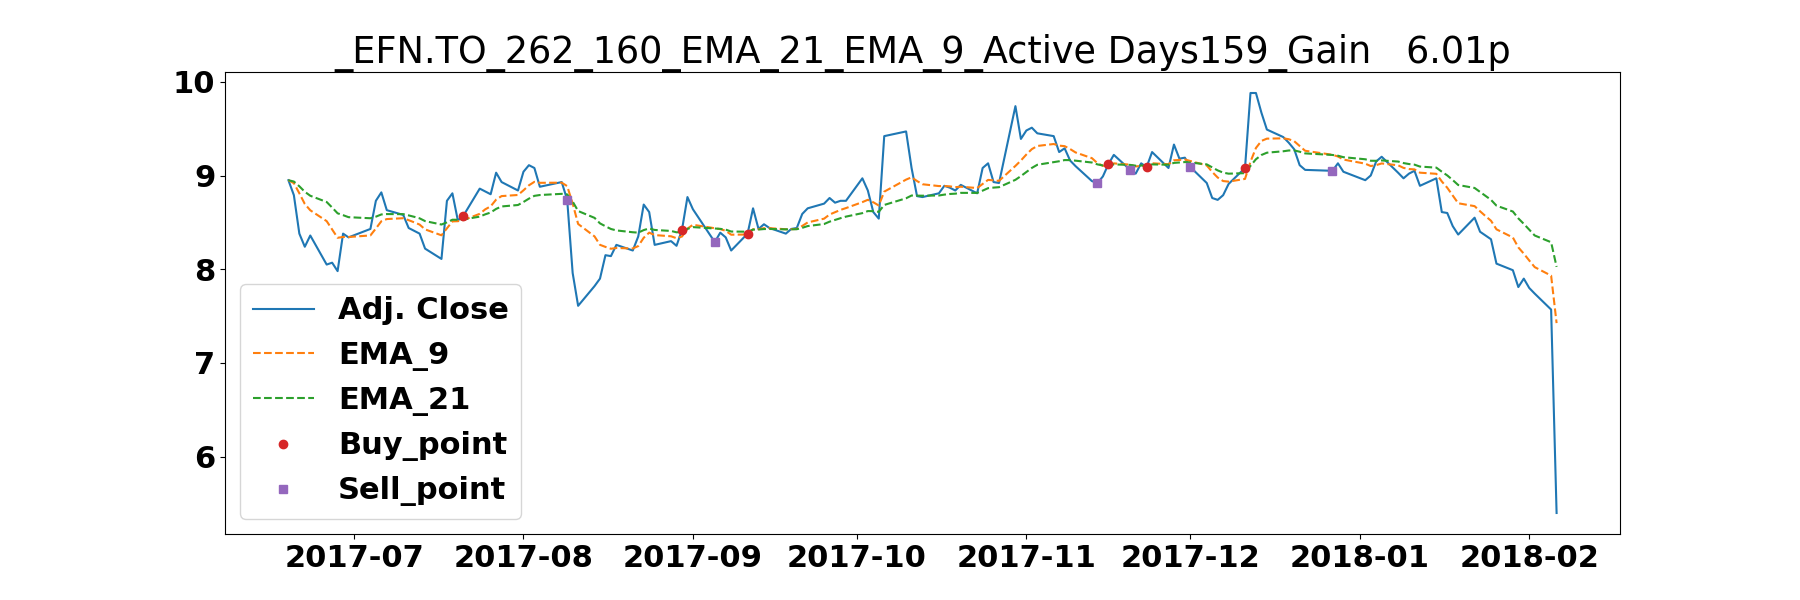 _EFN.TO_262_160_EMA_21_EMA_9_Active Days159_Gain   6.01p
10
9
8
7
6
Adj. Close
EMA_9
EMA_21
Buy_point
Sell_point
2017-07 2017-08 2017-09 2017-10 2017-11 2017-12 2018-01 2018-02